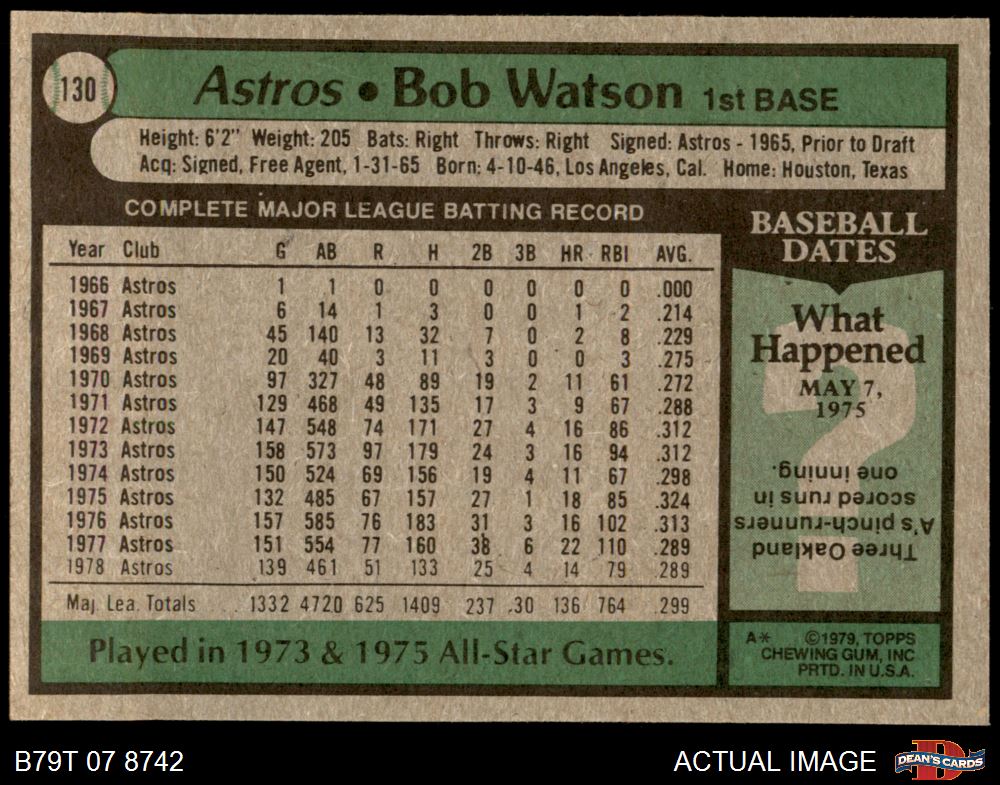 130
Astros • Bob Watson 1st BASE
Height: 6'2" Weight: 205 Bats: Right Throws: Right Signed: Astros - 1965, Prior to Draft
Acq: Signed, Free Agent, 1-31-65 Born: 4-10-46, Los Angeles, Cal. Home: Houston, Texas
COMPLETE MAJOR LEAGUE BATTING RECORD
Year Club G AB R H 2B 3B HR RBI AVG.
1966 Astros 1 1 0 0 0 0 0 0 .000
1967 Astros 6 14 1 3 0 0 1 2 .214
1968 Astros 45 140 13 32 7 0 2 8 .229
1969 Astros 20 40 3 11 3 0 0 3 .275
1970 Astros 97 327 48 89 19 2 11 61 .272
1971 Astros 129 468 49 135 17 3 9 67 .288
1972 Astros 147 548 74 171 27 4 16 86 .312
1973 Astros 158 573 97 179 24 3 16 94 .312
1974 Astros 150 524 69 156 19 4 11 67 .298
1975 Astros 132 485 67 157 27 1 18 85 .324
1976 Astros 157 585 76 183 31 3 16 102 .313
1977 Astros 151 554 77 160 38 6 22 110 .289
1978 Astros 139 461 51 133 25 4 14 79 .289
Maj. Lea. Totals . . . 1332 4720 625 1409 237 .30 136 764 .299
Played in 1973 & 1975 All-Star Games.
BASEBALL
DATES
What
Happened
MAY 7,
1975
?
Three Oakland
A's pinch-runners
scored runs in
one inning.
A* ©1979, TOPPS
CHEWING GUM, INC
PRTD. IN U.S.A.
B79T 07 8742
ACTUAL IMAGE
D
DEAN'S CARDS